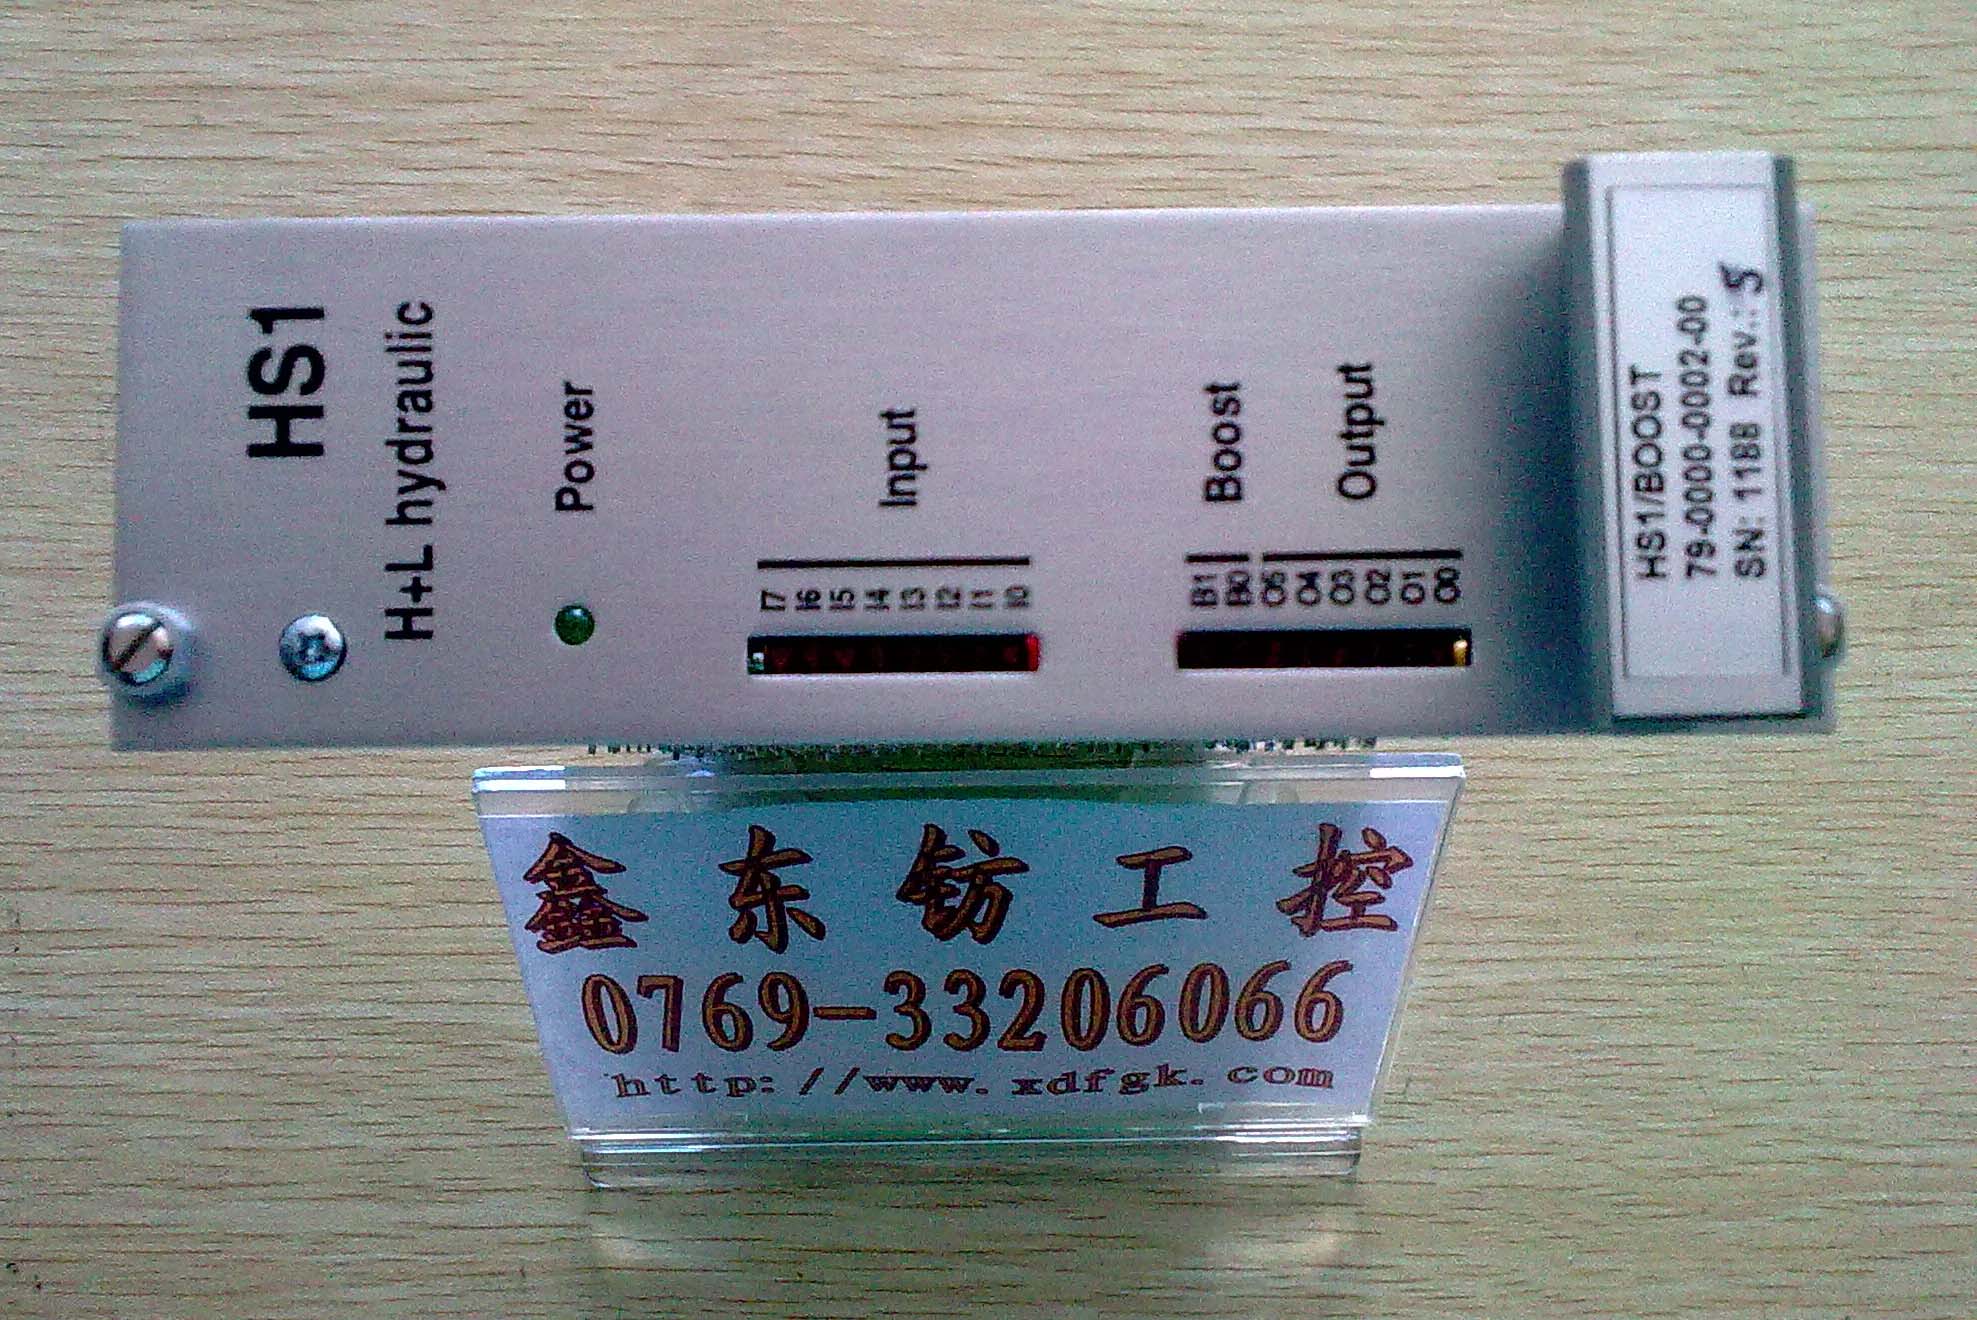 HS1
H+L hydraulic
Power
Input
I7
I6
I5
I4
I3
I2
I1
I0
Boost
B1
B0
Output
O5
O4
O3
O2
O1
O0
HS1/BOOST
79-0000-0002-00
SN: 1188 Rev.: 5
鑫东钫工控
0769-33206066
http://www.xdfgk.com